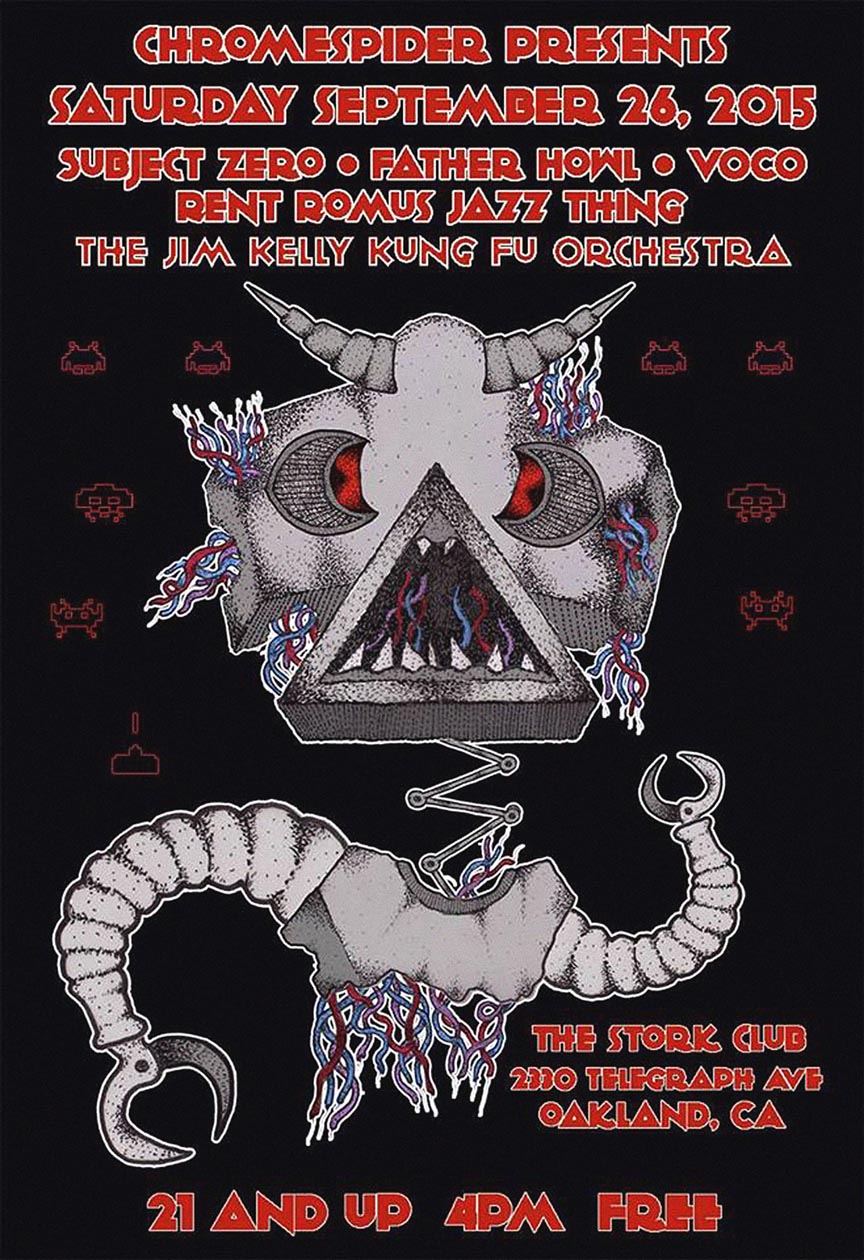 CHROMESPIDER PRESENTS
SATURDAY SEPTEMBER 26, 2015
SUBJECT ZERO • FATHER HOWL • VOCO
RENT ROMUS JAZZ THING
THE JIM KELLY KUNG FU ORCHESTRA
THE STORK CLUB
2330 TELEGRAPH AVE
OAKLAND, CA
21 AND UP 4PM FREE